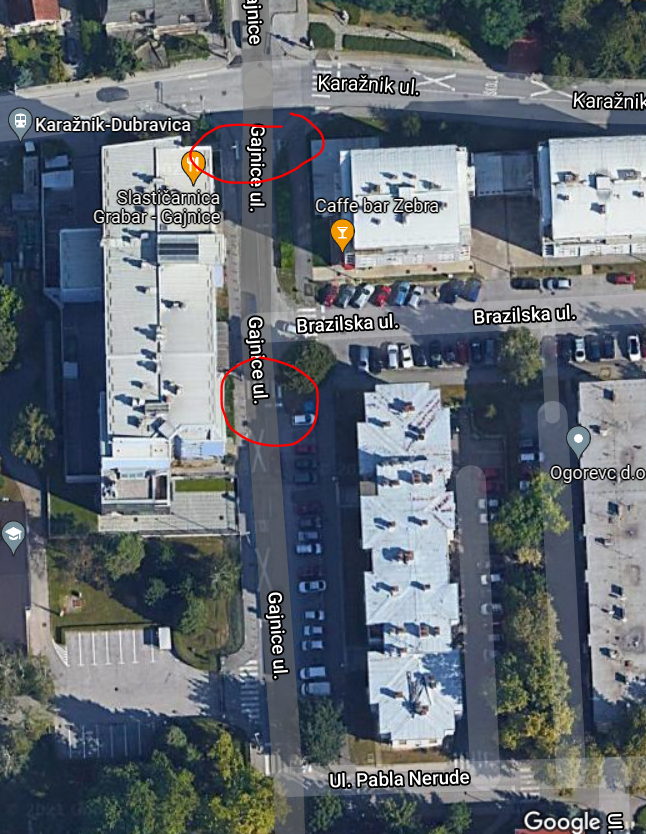 Gajnice
Karažnik ul.
Karažnik
Karažnik-Dubravica
Gajnice ul.
Slastičarnica
Grabar - Gajnice
Caffe bar Zebra
Brazilska ul.
Brazilska ul.
Gajnice ul.
Ogorevc d.o
Gajnice ul.
Ul. Pabla Nerude
Google
Ul.